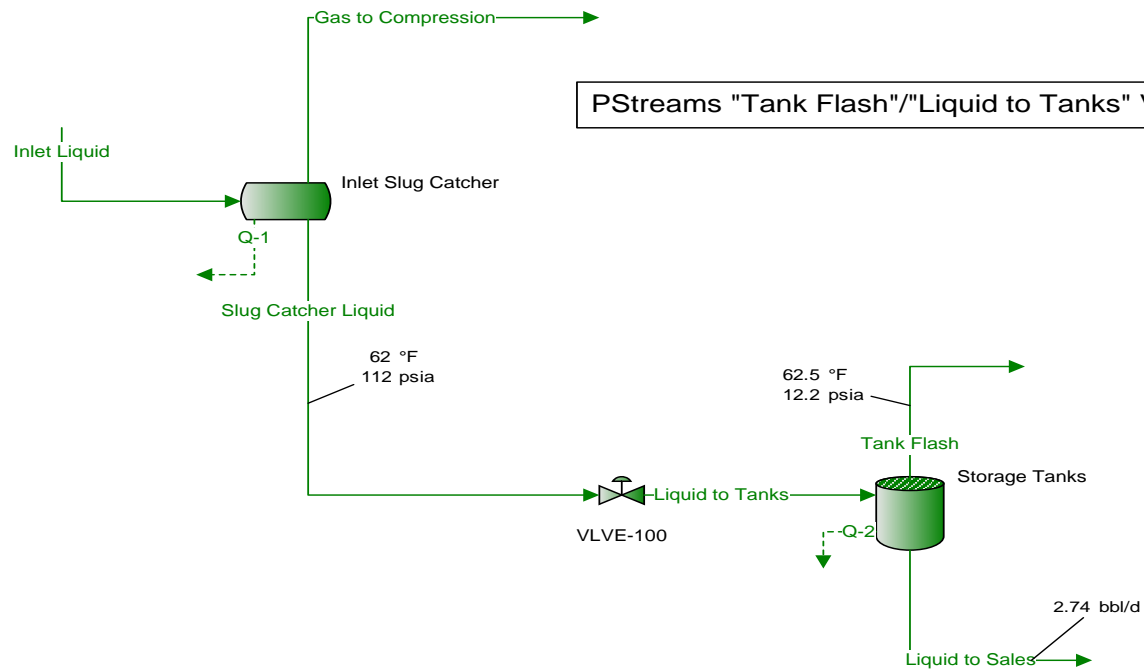 Gas to Compression
PStreams "Tank Flash"/"Liquid to Tanks" V
Inlet Liquid
Inlet Slug Catcher
Q-1
Slug Catcher Liquid
62 °F
112 psia
62.5 °F
12.2 psia
Tank Flash
Storage Tanks
Liquid to Tanks
VLVE-100
Q-2
2.74 bbl/d
Liquid to Sales